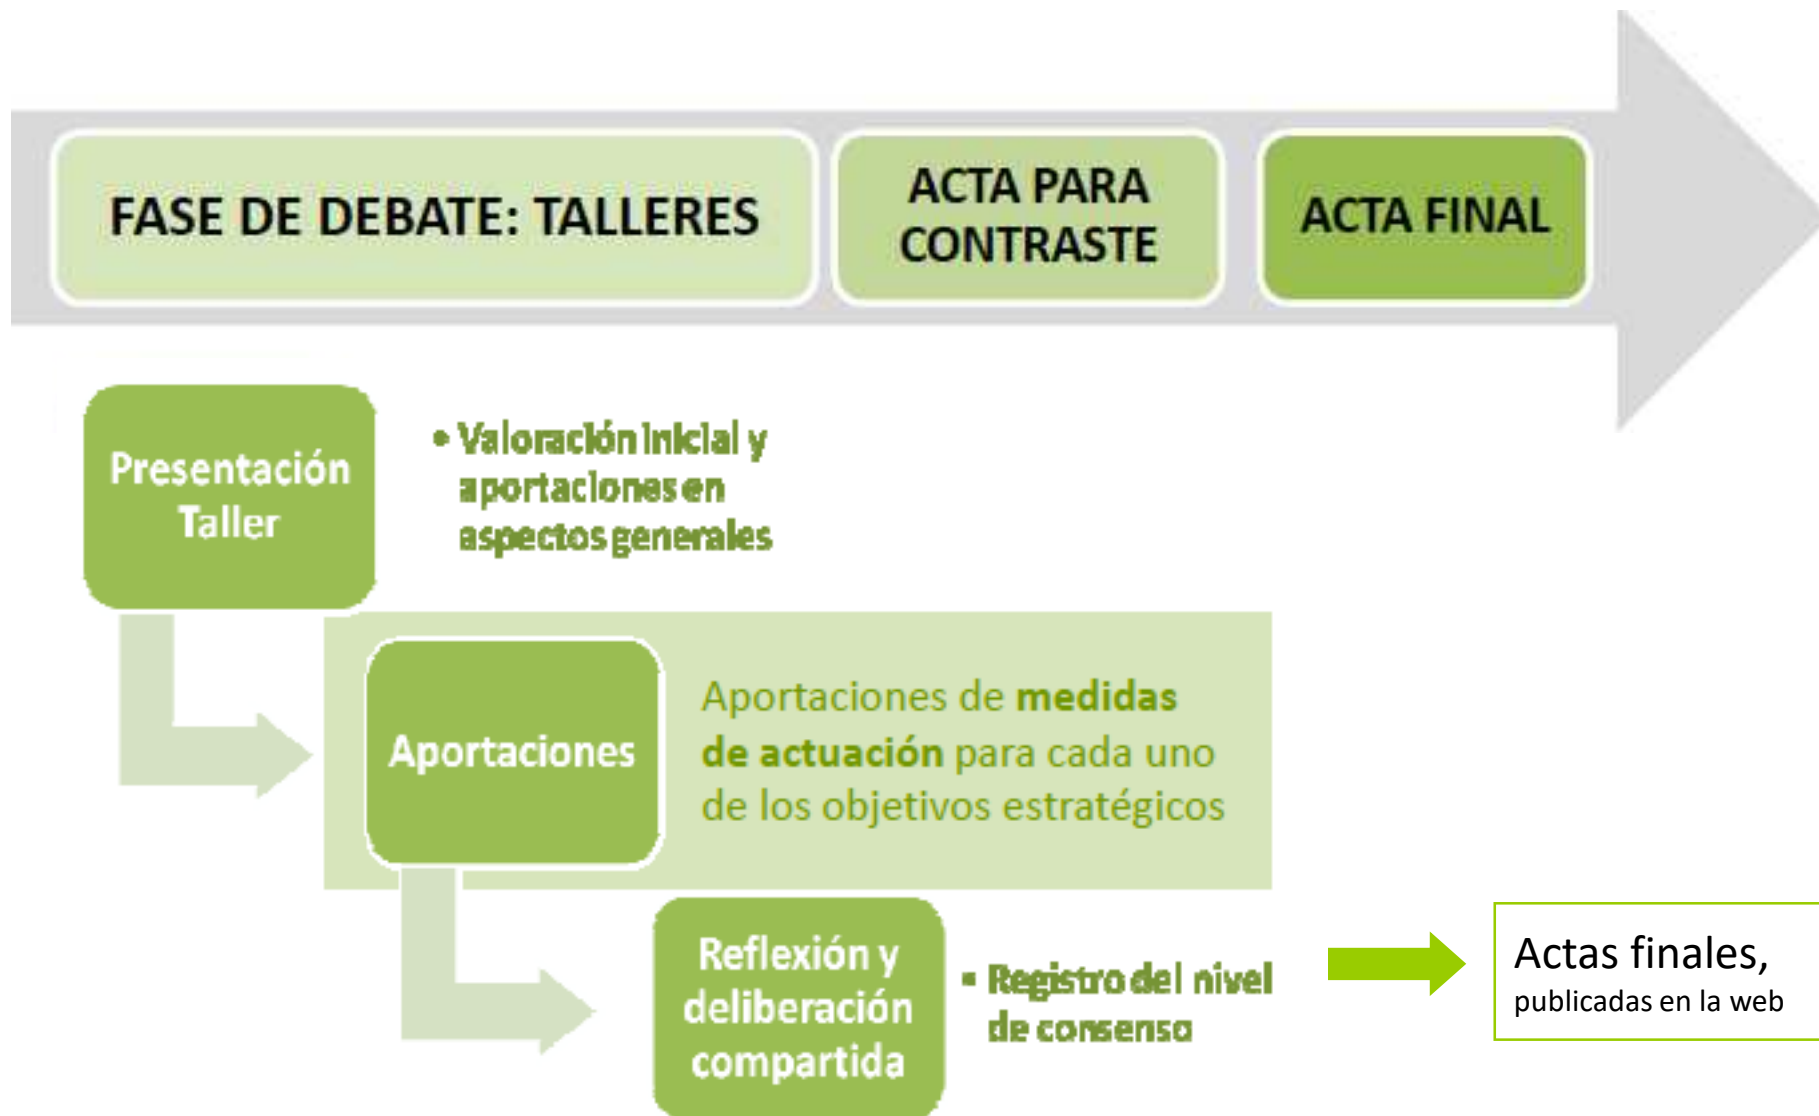 FASE DE DEBATE: TALLERES
ACTA PARA
CONTRASTE
ACTA FINAL
Presentación
Taller
• Valoración inicial y
aportaciones en
aspectos generales
Aportaciones
Aportaciones de medidas
de actuación para cada uno
de los objetivos estratégicos
Reflexión y
deliberación
compartida
• Registro del nivel
de consenso
Actas finales,
publicadas en la web